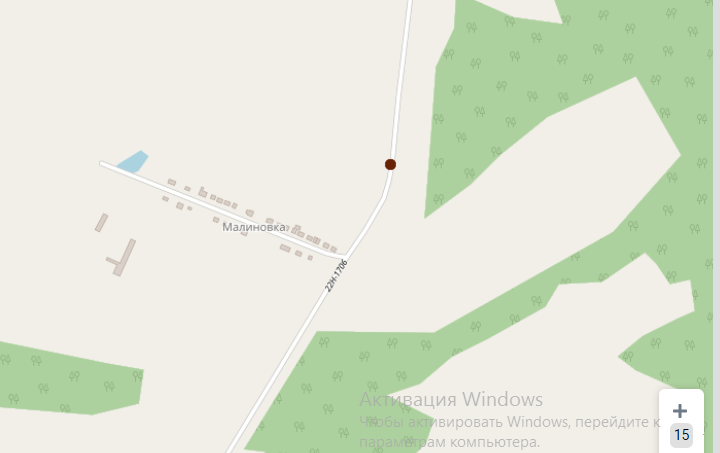 Малиновка
22Н-1706
Активация Windows
Чтобы активировать Windows, перейдите к
параметрам компьютера.
+
15